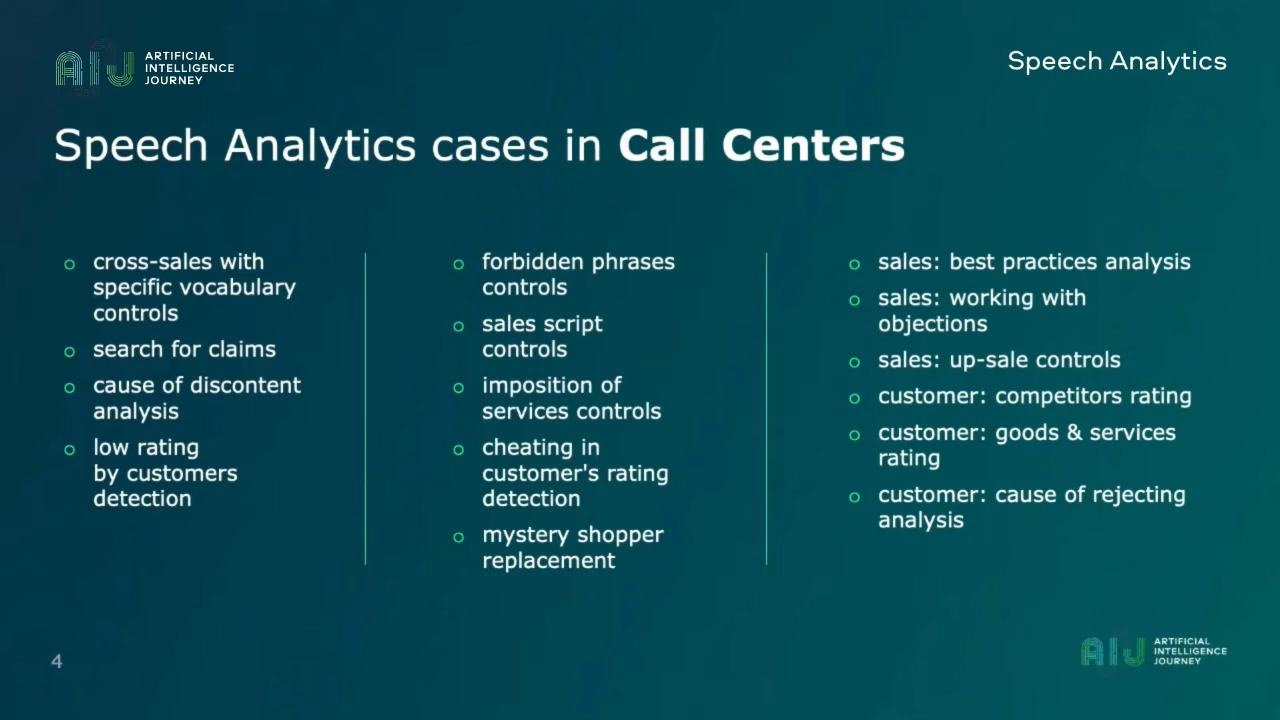 AIJ ARTIFICIAL
INTELLIGENCE
JOURNEY
Speech Analytics
Speech Analytics cases in Call Centers
cross-sales with
specific vocabulary
controls
search for claims
cause of discontent
analysis
low rating
by customers
detection
forbidden phrases
controls
sales script
controls
imposition of
services controls
cheating in
customer's rating
detection
mystery shopper
replacement
sales: best practices analysis
sales: working with
objections
sales: up-sale controls
customer: competitors rating
customer: goods & services
rating
customer: cause of rejecting
analysis
4
AIJ ARTIFICIAL
INTELLIGENCE
JOURNEY